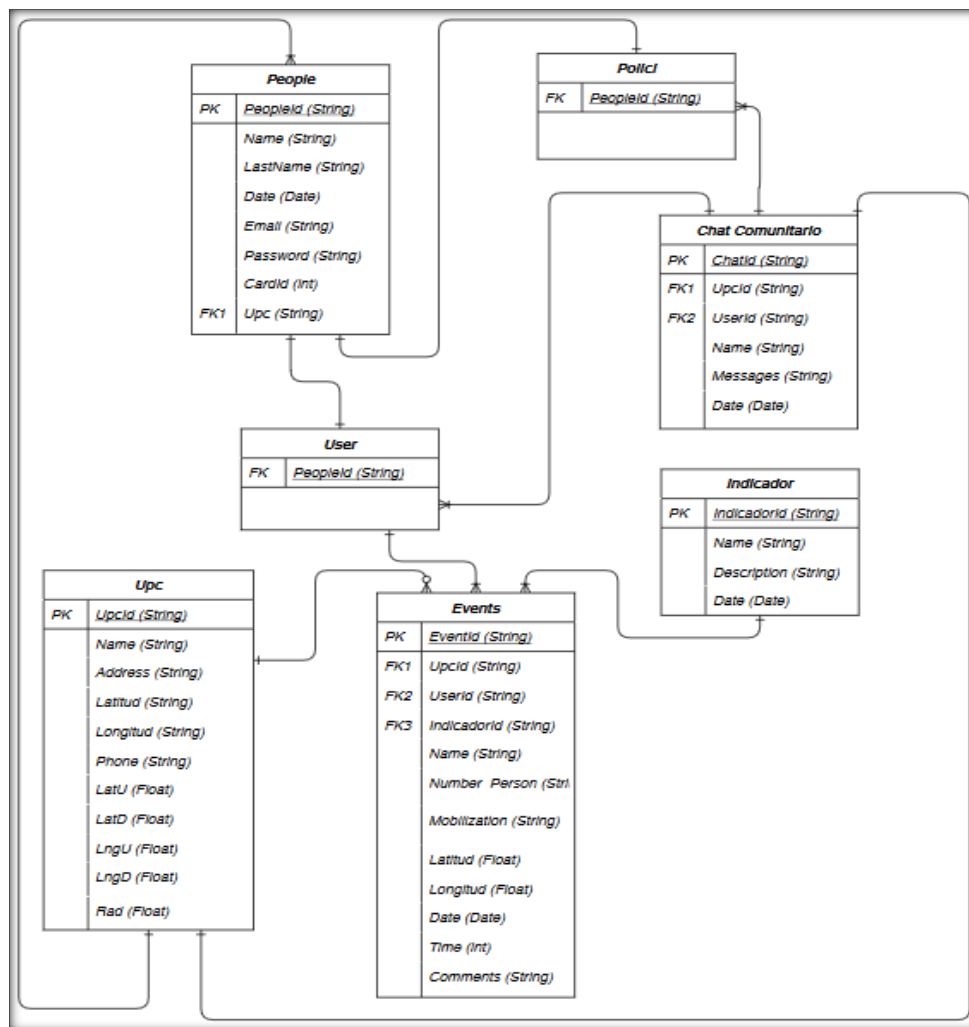 People
PK PeopleId (String)
Name (String)
LastName (String)
Date (Date)
Email (String)
Password (String)
CardId (Int)
FK1 Upc (String)
Polici
FK PeopleId (String)
Chat Comunitario
PK ChatId (String)
FK1 UpcId (String)
FK2 UserId (String)
Name (String)
Messages (String)
Date (Date)
User
FK PeopleId (String)
Indicador
PK IndicadorId (String)
Name (String)
Description (String)
Date (Date)
Upc
PK UpcId (String)
Name (String)
Address (String)
Latitud (String)
Longitud (String)
Phone (String)
LatU (Float)
LatD (Float)
LngU (Float)
LngD (Float)
Rad (Float)
Events
PK EventId (String)
FK1 UpcId (String)
FK2 UserId (String)
FK3 IndicadorId (String)
Name (String)
Number Person (Stri
Mobilization (String)
Latitud (Float)
Longitud (Float)
Date (Date)
Time (Int)
Comments (String)